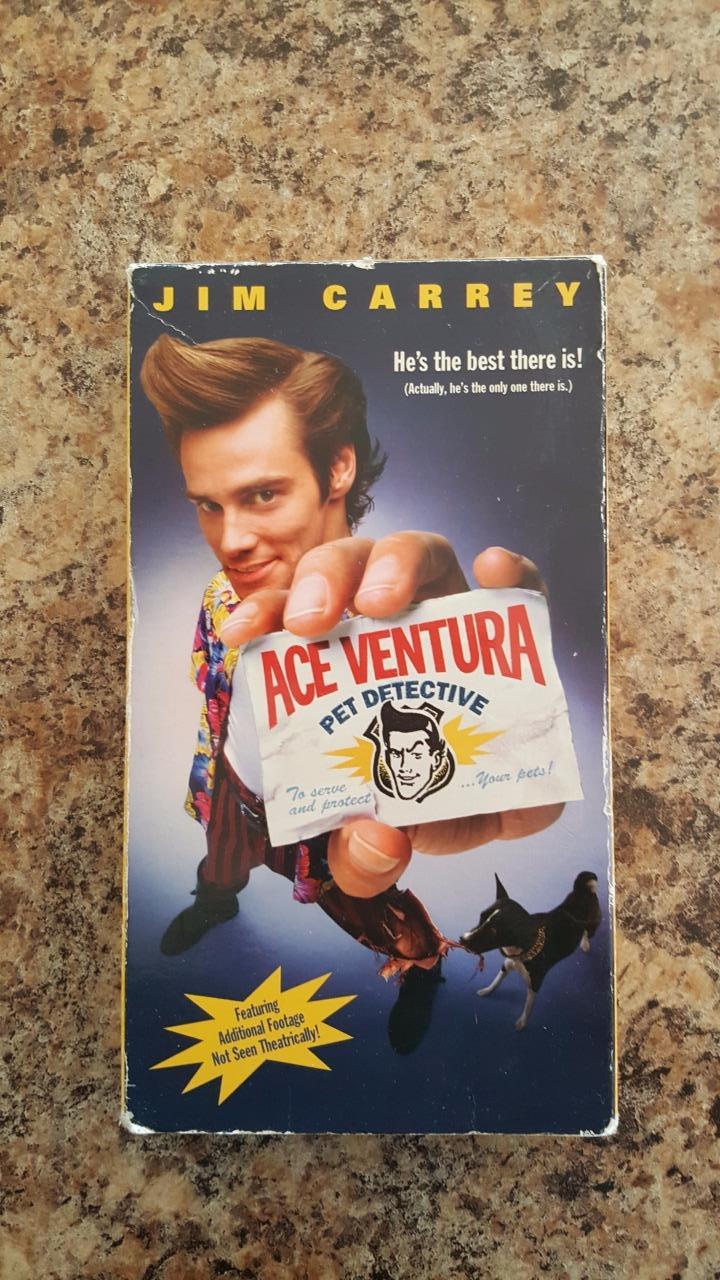 JIM CARREY
He's the best there is!
(Actually, he's the only one there is.)
ACE VENTURA
PET DETECTIVE
To serve
and protect
...Your pets!
Featuring
Additional Footage
Not Seen Theatrically!